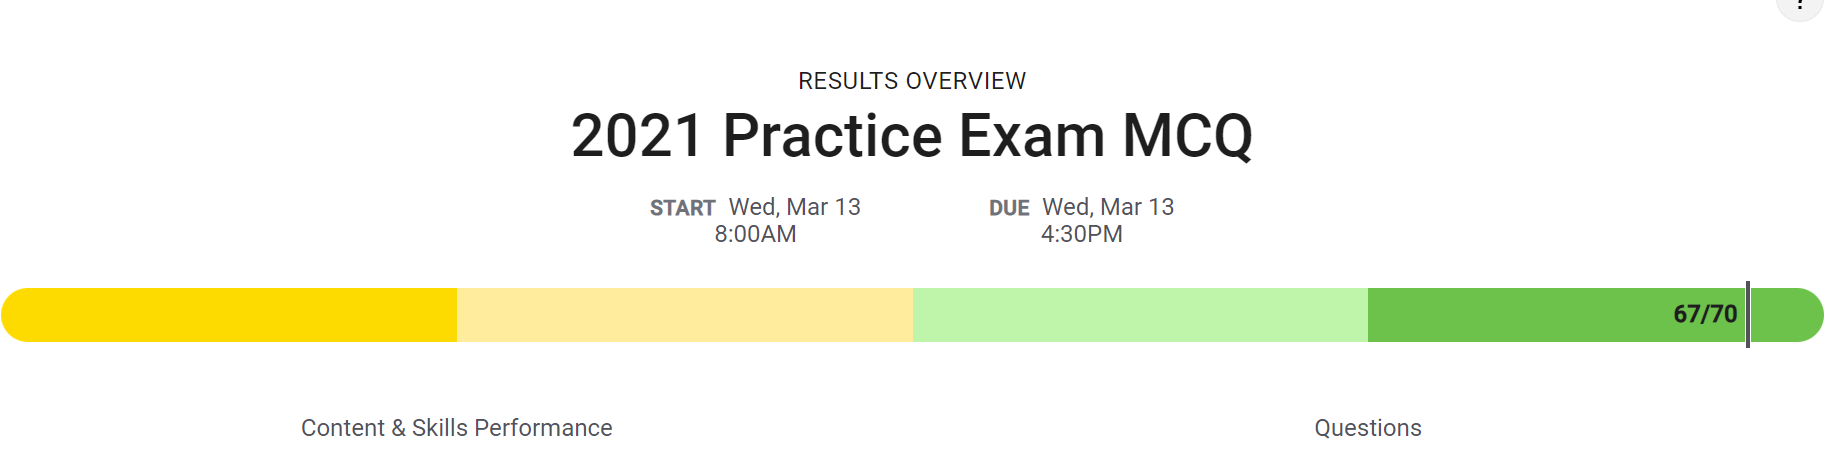 ?
RESULTS OVERVIEW
2021 Practice Exam MCQ
START Wed, Mar 13 8:00AM
DUE Wed, Mar 13 4:30PM
67/70
Content & Skills Performance
Questions